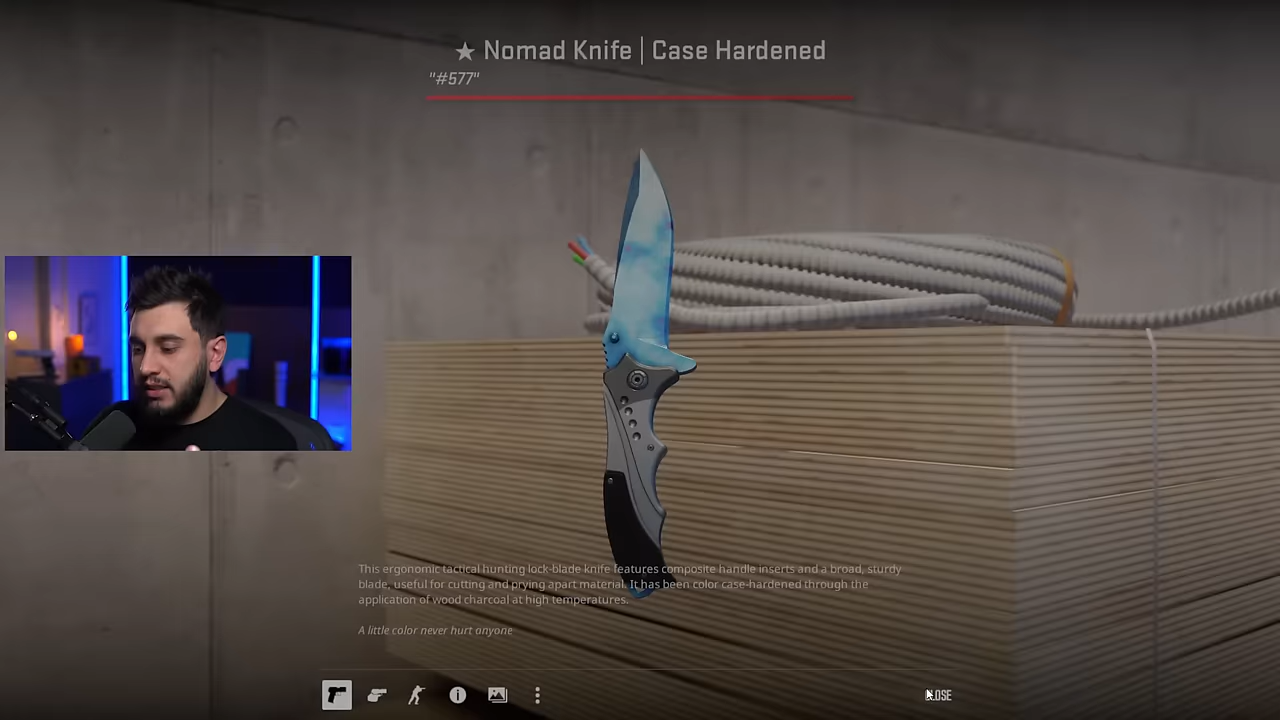 ★ Nomad Knife | Case Hardened
"#577"
This ergonomic tactical hunting lock-blade knife features composite handle inserts and a broad, sturdy
blade, useful for cutting and prying apart material. It has been color case-hardened through the
application of wood charcoal at high temperatures.
A little color never hurt anyone
CLOSE